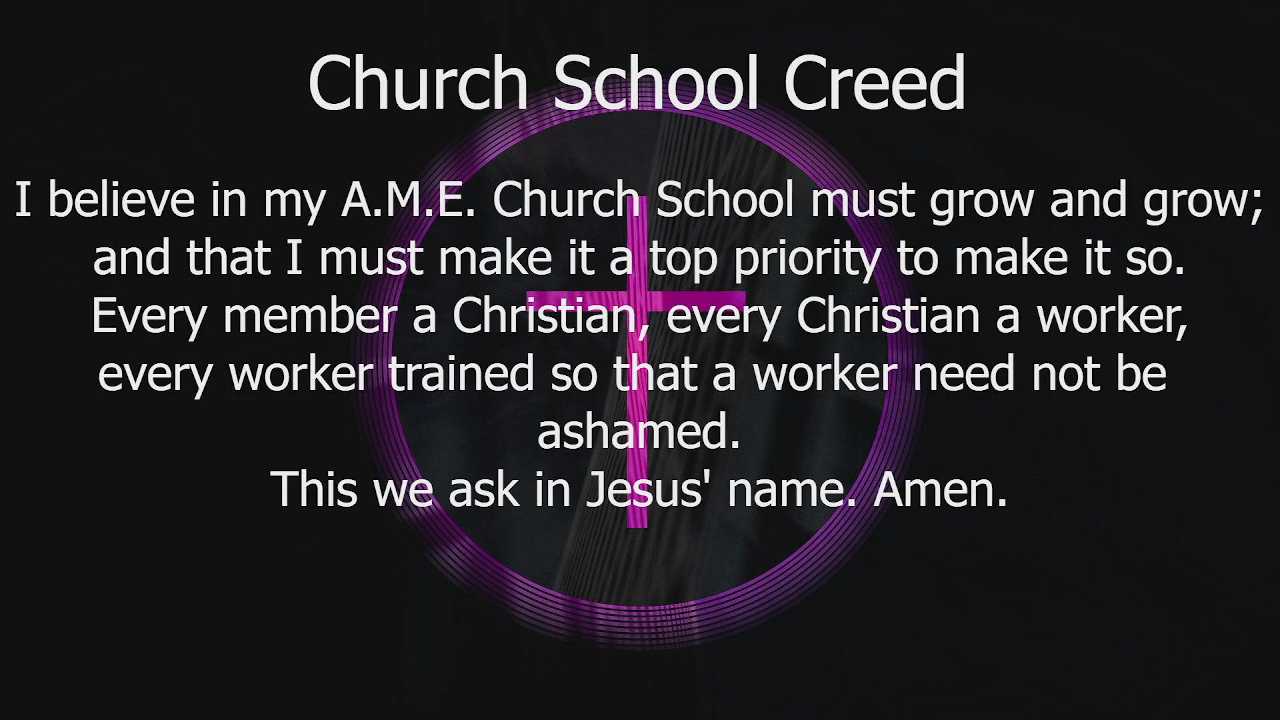 Church School Creed
I believe in my A.M.E. Church School must grow and grow;
and that I must make it a top priority to make it so.
Every member a Christian, every Christian a worker,
every worker trained so that a worker need not be
ashamed.
This we ask in Jesus' name. Amen.